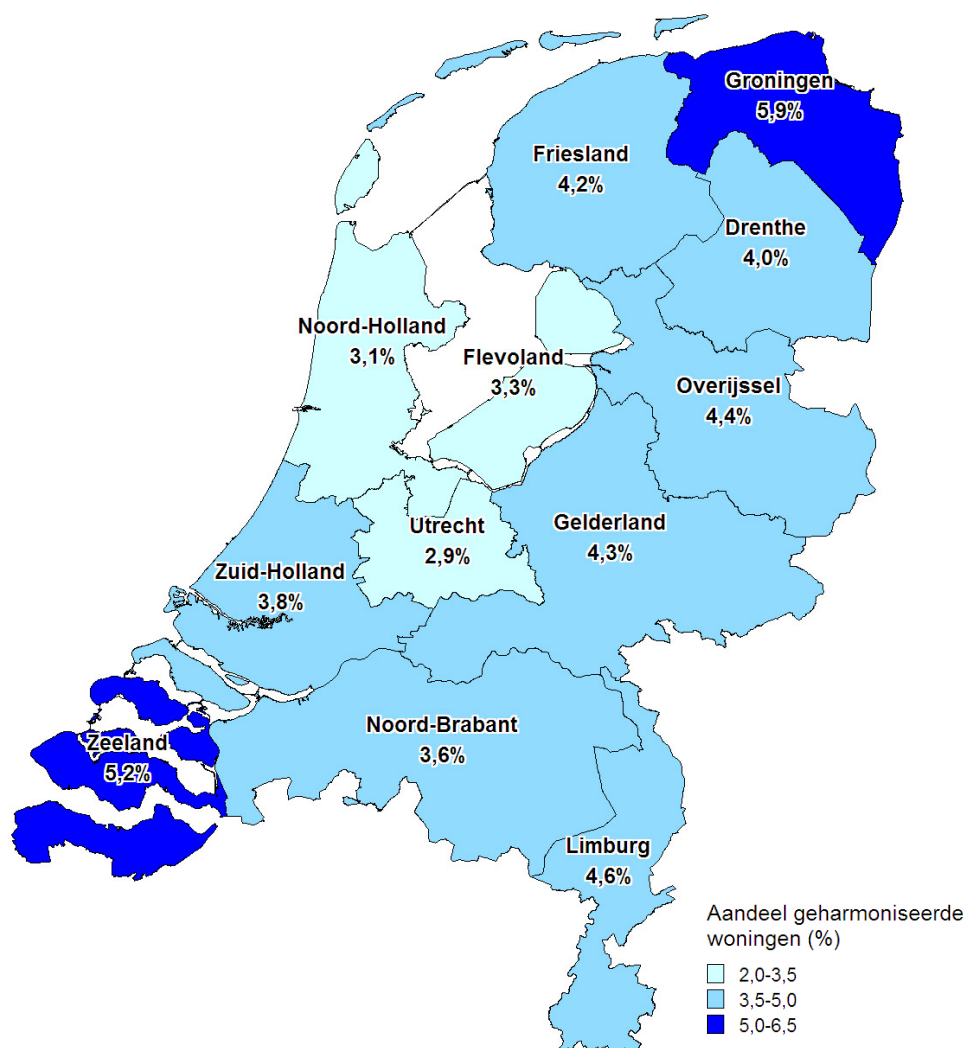 Groningen
5,9%
Friesland
4,2%
Drenthe
4,0%
Noord-Holland
3,1%
Flevoland
3,3%
Overijssel
4,4%
Utrecht
2,9%
Gelderland
4,3%
Zuid-Holland
3,8%
Noord-Brabant
3,6%
Zeeland
5,2%
Limburg
4,6%
Aandeel geharmoniseerde
woningen (%)
2,0-3,5
3,5-5,0
5,0-6,5